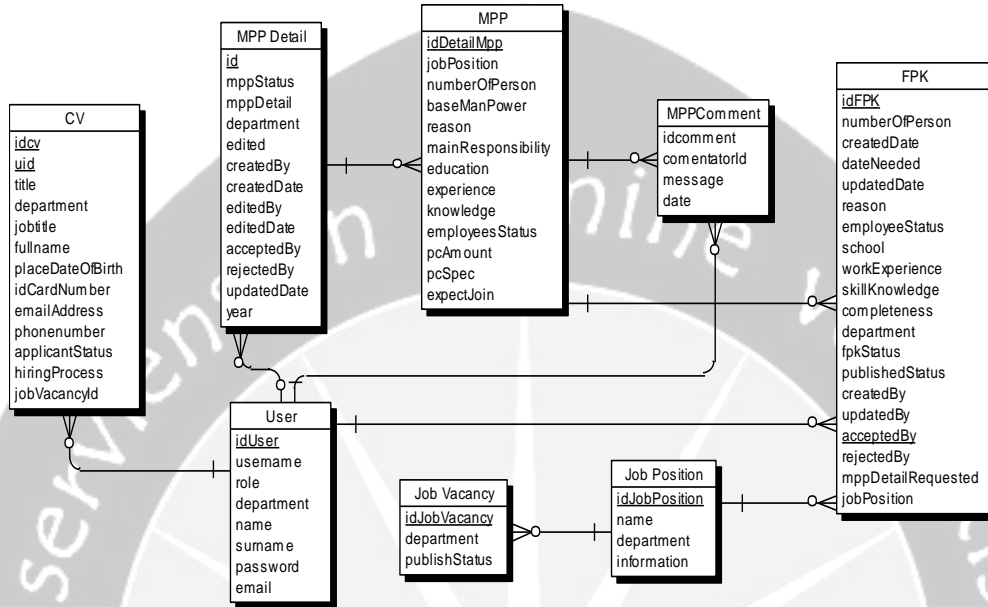 CV
idcv
uid
title
department
jobtitle
fullname
placeDateOfBirth
idCardNumber
emailAddress
phonenumber
applicantStatus
hiringProcess
jobVacancyId
MPP Detail
id
mppStatus
mppDetail
department
edited
createdBy
createdDate
editedBy
editedDate
acceptedBy
rejectedBy
updatedDate
year
MPP
idDetailMpp
jobPosition
numberOfPerson
baseManPower
reason
mainResponsibility
education
experience
knowledge
employeesStatus
pcAmount
pcSpec
expectJoin
MPPComment
idcomment
comentatorId
message
date
FPK
idFPK
numberOfPerson
createdDate
dateNeeded
updatedDate
reason
employeeStatus
school
workExperience
skillKnowledge
completeness
department
fpkStatus
publishedStatus
createdBy
updatedBy
acceptedBy
rejectedBy
mppDetailRequested
jobPosition
User
idUser
username
role
department
name
surname
password
email
Job Vacancy
idJobVacancy
department
publishStatus
Job Position
idJobPosition
name
department
information
serviens in